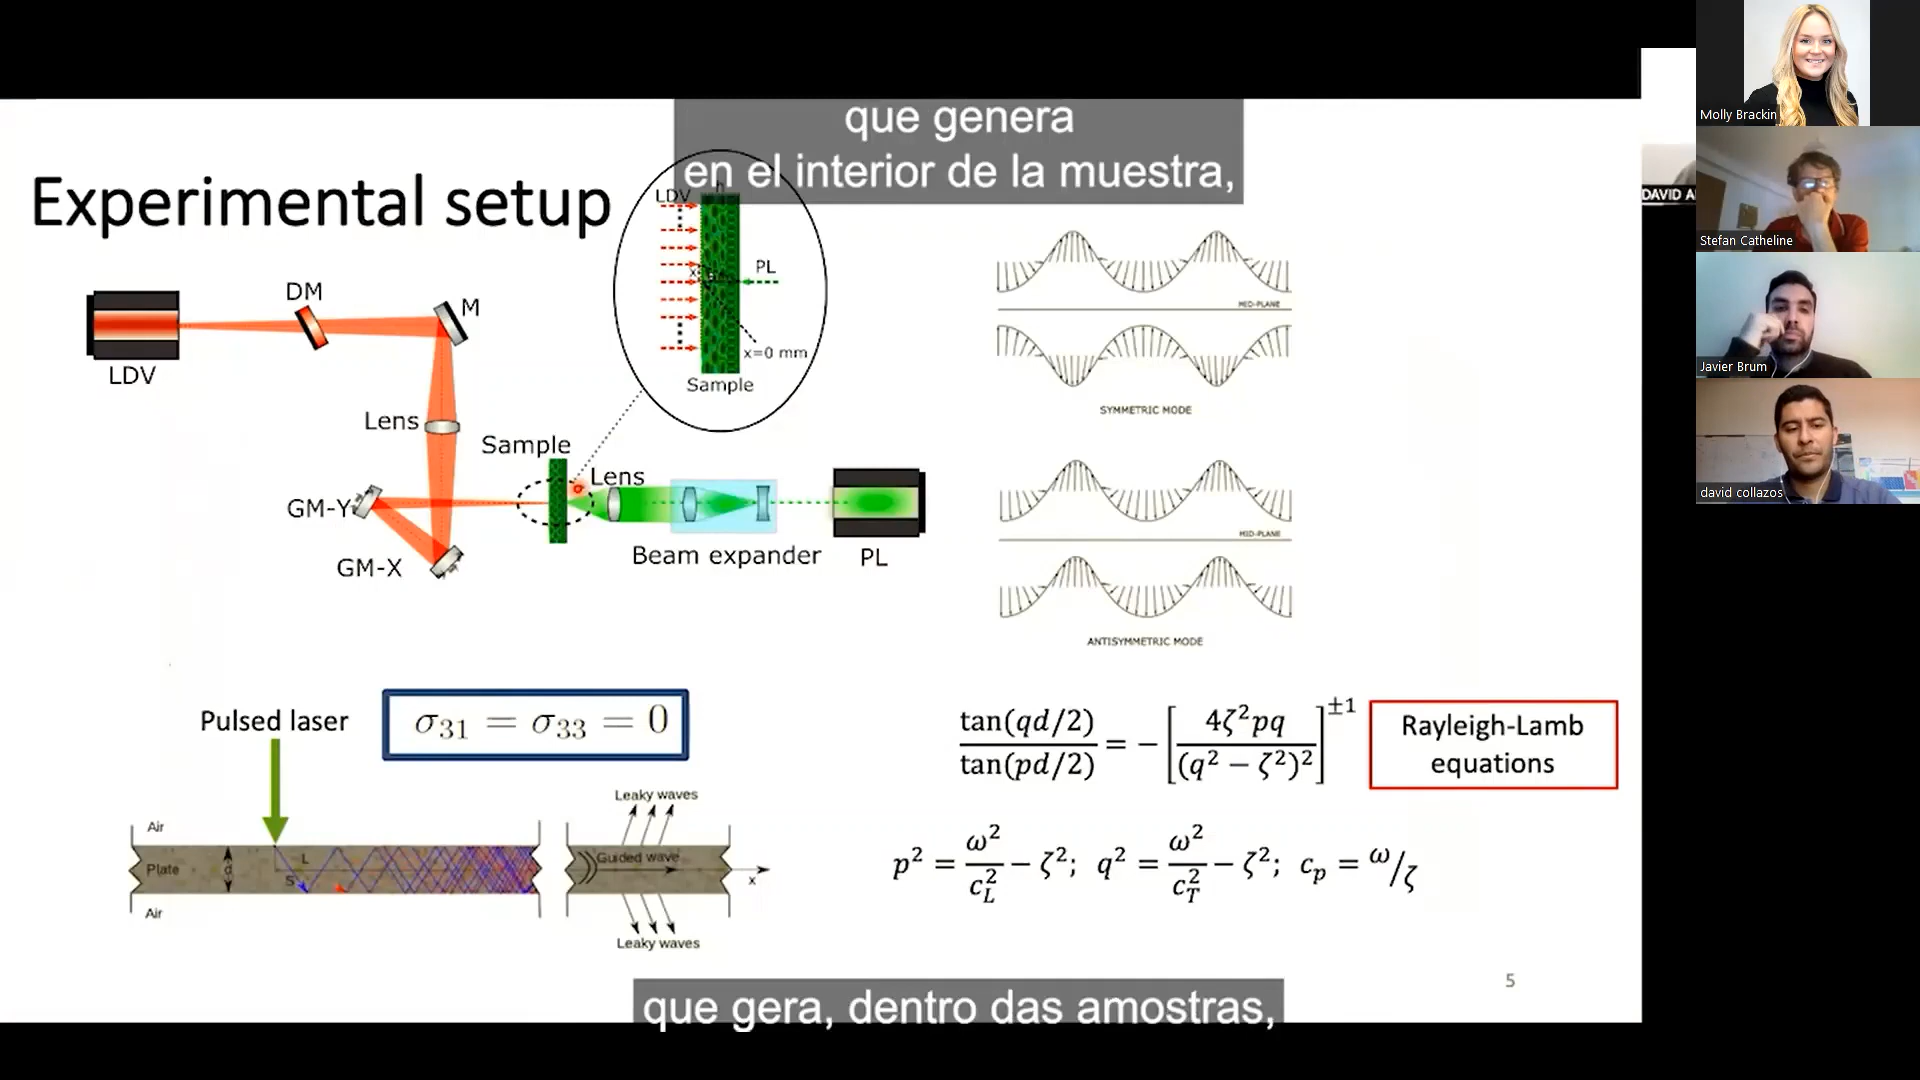 que genera
en el interior de la muestra,
Experimental setup
LDV
h
PL
x=0 mm
Sample
LDV
DM
M
Lens
Sample
Lens
GM-Y
GM-X
Beam expander
PL
MID-PLANE
SYMMETRIC MODE
MID-PLANE
ANTISYMMETRIC MODE
Pulsed laser
σ₃₁ = σ₃₃ = 0
Air
Plate
d
L
S
Air
Leaky waves
Guided wave
x
Leaky waves
tan(qd/2)/tan(pd/2) = −[4ζ²pq/(q² − ζ²)²]^±1
Rayleigh-Lamb
equations
p² = ω²/c_L² − ζ²; q² = ω²/c_T² − ζ²; c_p = ω/ζ
5
que gera, dentro das amostras,
Molly Brackin
Stefan Catheline
Javier Brum
david collazos
DAVID